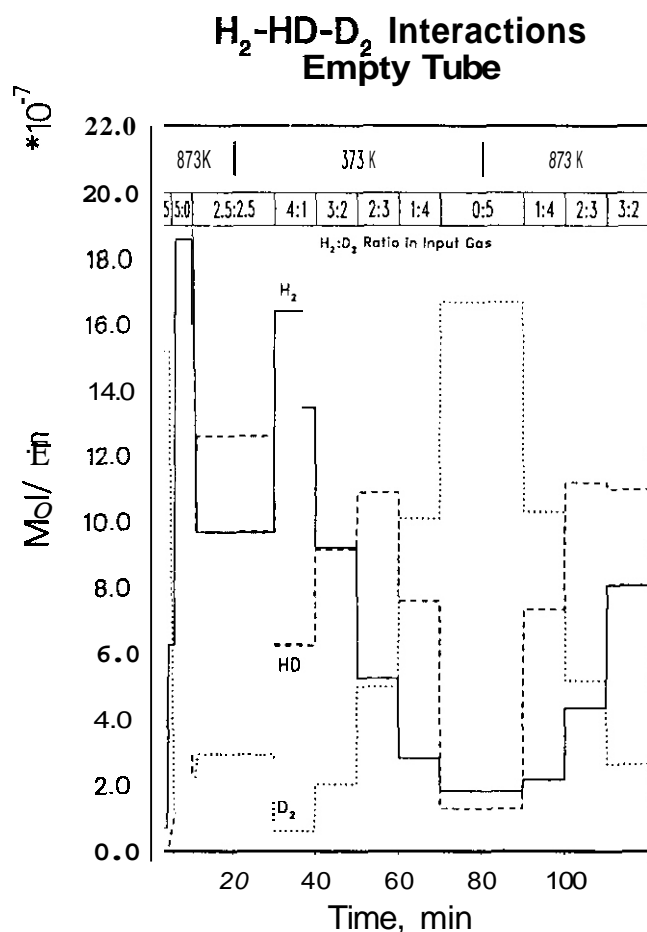 H₂-HD-D₂ Interactions
Empty Tube
*10⁻⁷
22.0
873K 373 K 873K
20.0
5 5:0 2.5:2.5 4:1 3:2 2:3 1:4 0:5 1:4 2:3 3:2
H₂:D₂ Ratio in Input Gas
18.0
H₂
16.0
14.0
12.0
Mol/
10.0
8.0
6.0
HD
4.0
2.0
D₂
0.0
20 40 60 80 100
Time, min